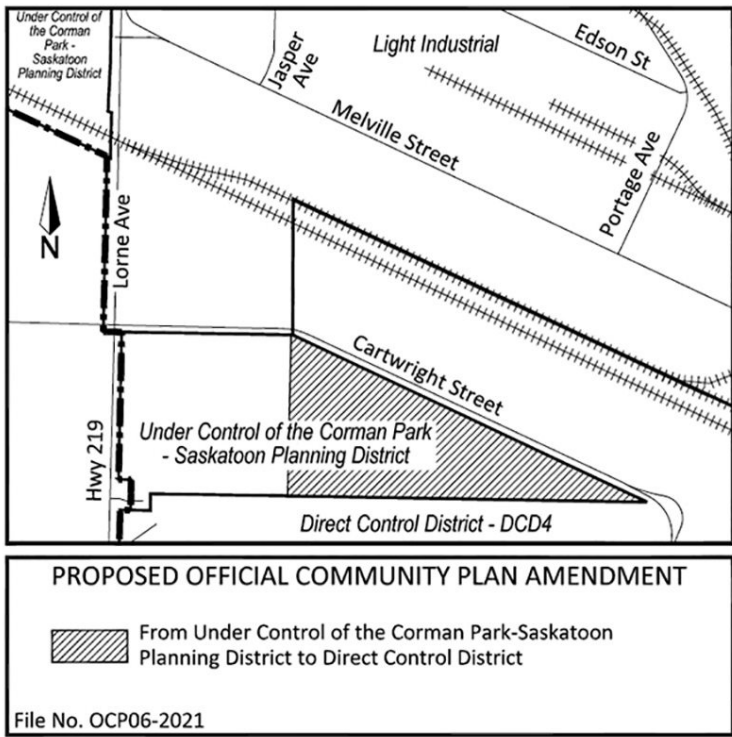 Under Control of
the Corman
Park -
Saskatoon
Planning District
Jasper
Ave
Light Industrial
Edson St
Melville Street
Portage Ave
Lorne Ave
N
Cartwright Street
Under Control of the Corman Park
- Saskatoon Planning District
Hwy 219
Direct Control District - DCD4
PROPOSED OFFICIAL COMMUNITY PLAN AMENDMENT
From Under Control of the Corman Park-Saskatoon
Planning District to Direct Control District
File No. OCP06-2021